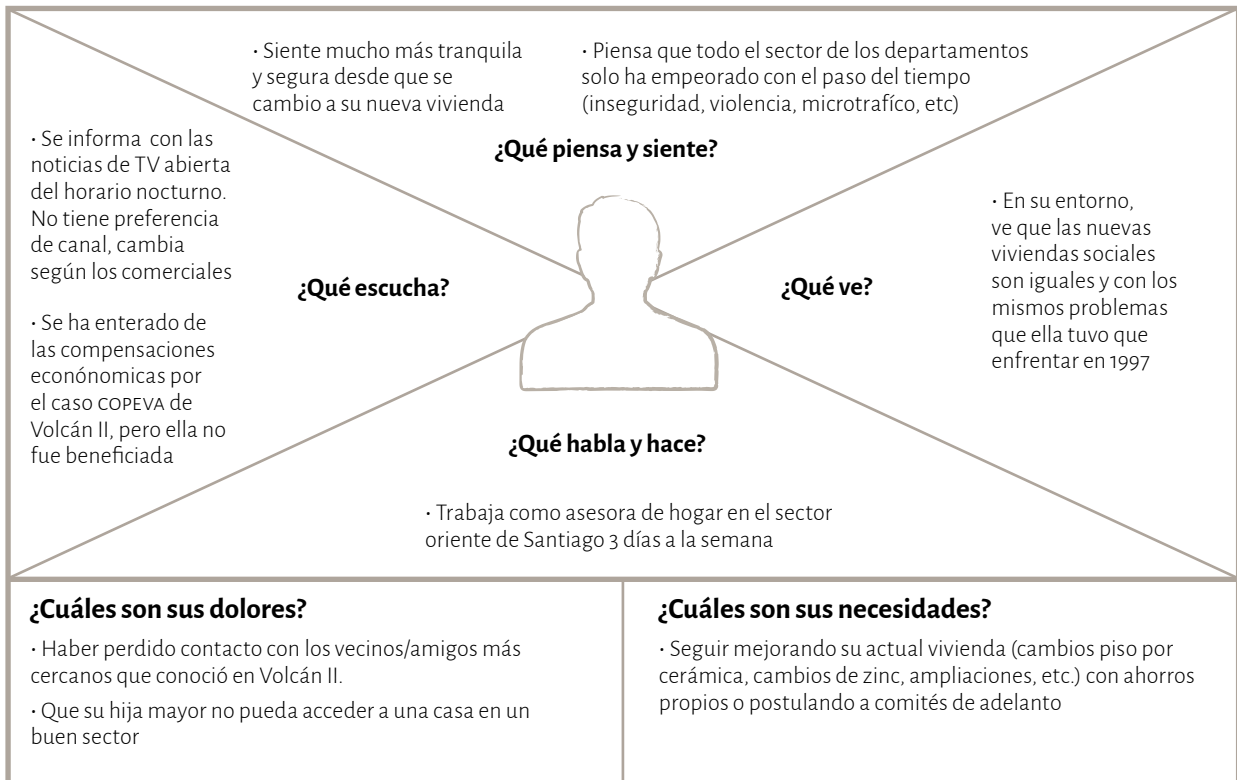 · Siente mucho más tranquila
y segura desde que se
cambio a su nueva vivienda
· Piensa que todo el sector de los departamentos
solo ha empeorado con el paso del tiempo
(inseguridad, violencia, microtrafíco, etc)
¿Qué piensa y siente?
· Se informa con las
noticias de TV abierta
del horario nocturno.
No tiene preferencia
de canal, cambia
según los comerciales
· Se ha enterado de
las compensaciones
econónomicas por
el caso COPEVA de
Volcán II, pero ella no
fue beneficiada
¿Qué escucha?
¿Qué ve?
· En su entorno,
ve que las nuevas
viviendas sociales
son iguales y con los
mismos problemas
que ella tuvo que
enfrentar en 1997
¿Qué habla y hace?
· Trabaja como asesora de hogar en el sector
oriente de Santiago 3 días a la semana
¿Cuáles son sus dolores?
· Haber perdido contacto con los vecinos/amigos más
cercanos que conoció en Volcán II.
· Que su hija mayor no pueda acceder a una casa en un
buen sector
¿Cuáles son sus necesidades?
· Seguir mejorando su actual vivienda (cambios piso por
cerámica, cambios de zinc, ampliaciones, etc.) con ahorros
propios o postulando a comités de adelanto